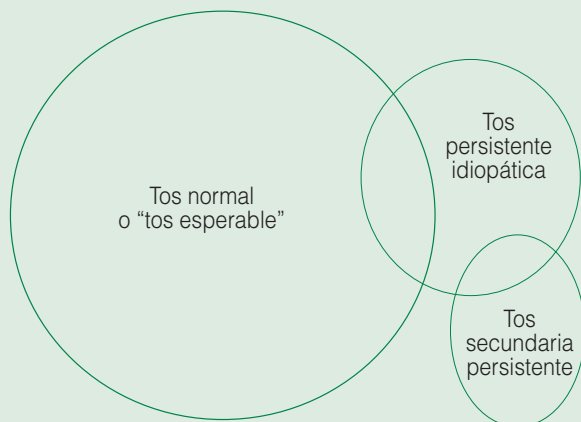 Tos normal
o “tos esperable”
Tos
persistente
idiopática
Tos
secundaria
persistente